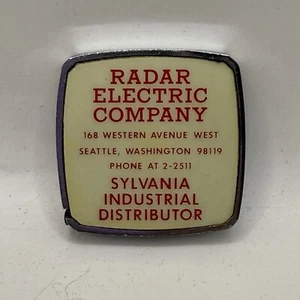 RADAR
ELECTRIC
COMPANY
168 WESTERN AVENUE WEST
SEATTLE, WASHINGTON 98119
PHONE AT 2-2511
SYLVANIA
INDUSTRIAL
DISTRIBUTOR